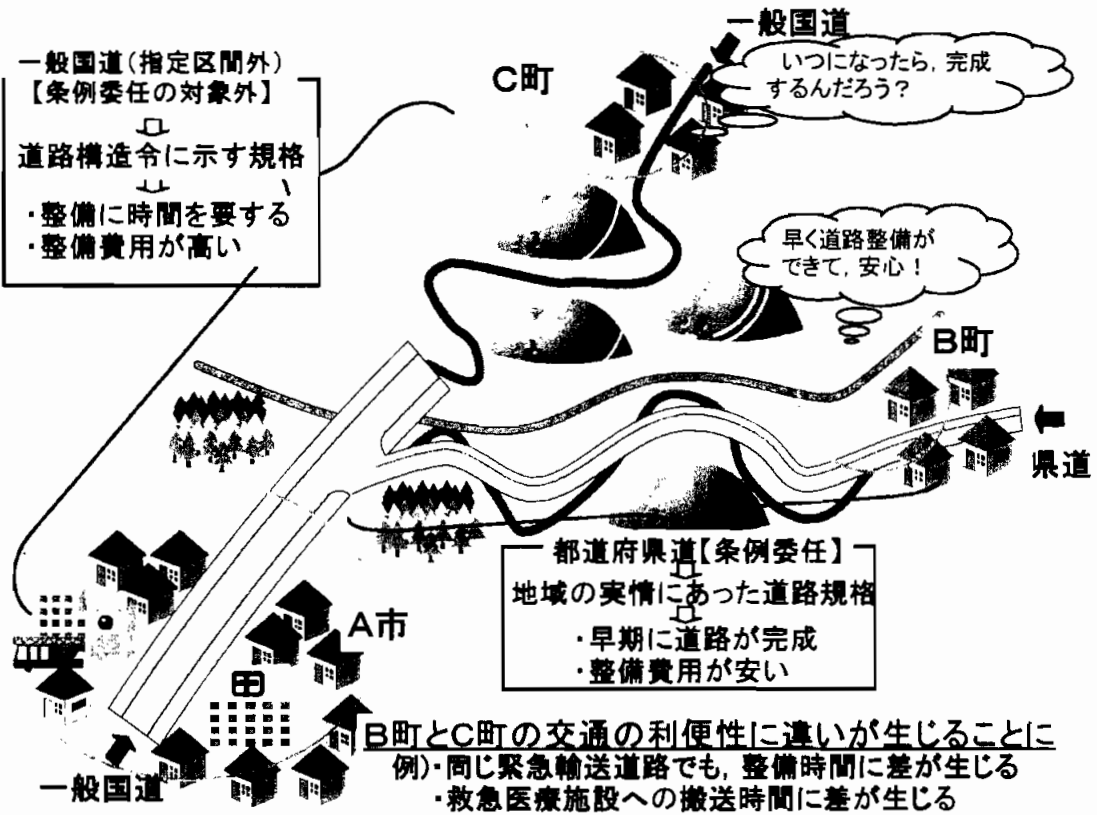 一般国道(指定区間外)
【条例委任の対象外】
道路構造令に示す規格
・整備に時間を要する
・整備費用が高い
C町
一般国道
いつになったら，完成
するんだろう？
早く道路整備が
できて，安心！
B町
県道
都道府県道【条例委任】
地域の実情にあった道路規格
・早期に道路が完成
・整備費用が安い
A市
一般国道
B町とC町の交通の利便性に違いが生じることに
例)・同じ緊急輸送道路でも，整備時間に差が生じる
・救急医療施設への搬送時間に差が生じる